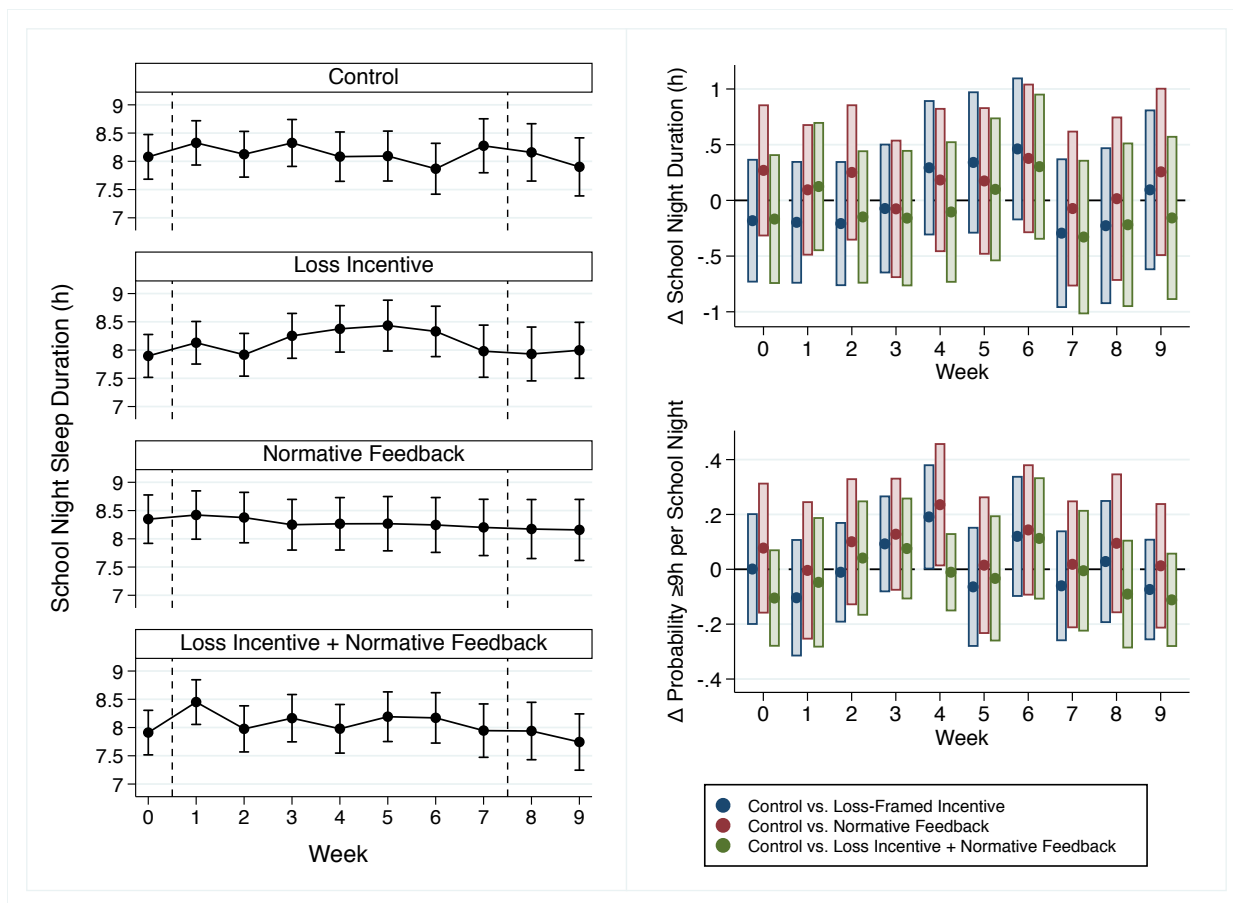 Control
9
8.5
8
7.5
7
Loss Incentive
9
8.5
8
7.5
7
Normative Feedback
9
8.5
8
7.5
7
Loss Incentive + Normative Feedback
9
8.5
8
7.5
7
0 1 2 3 4 5 6 7 8 9
Week
School Night Sleep Duration (h)
Δ School Night Duration (h)
1
.5
0
-.5
-1
0 1 2 3 4 5 6 7 8 9
Week
Δ Probability ≥9h per School Night
.4
.2
0
-.2
-.4
0 1 2 3 4 5 6 7 8 9
Week
Control vs. Loss-Framed Incentive
Control vs. Normative Feedback
Control vs. Loss Incentive + Normative Feedback